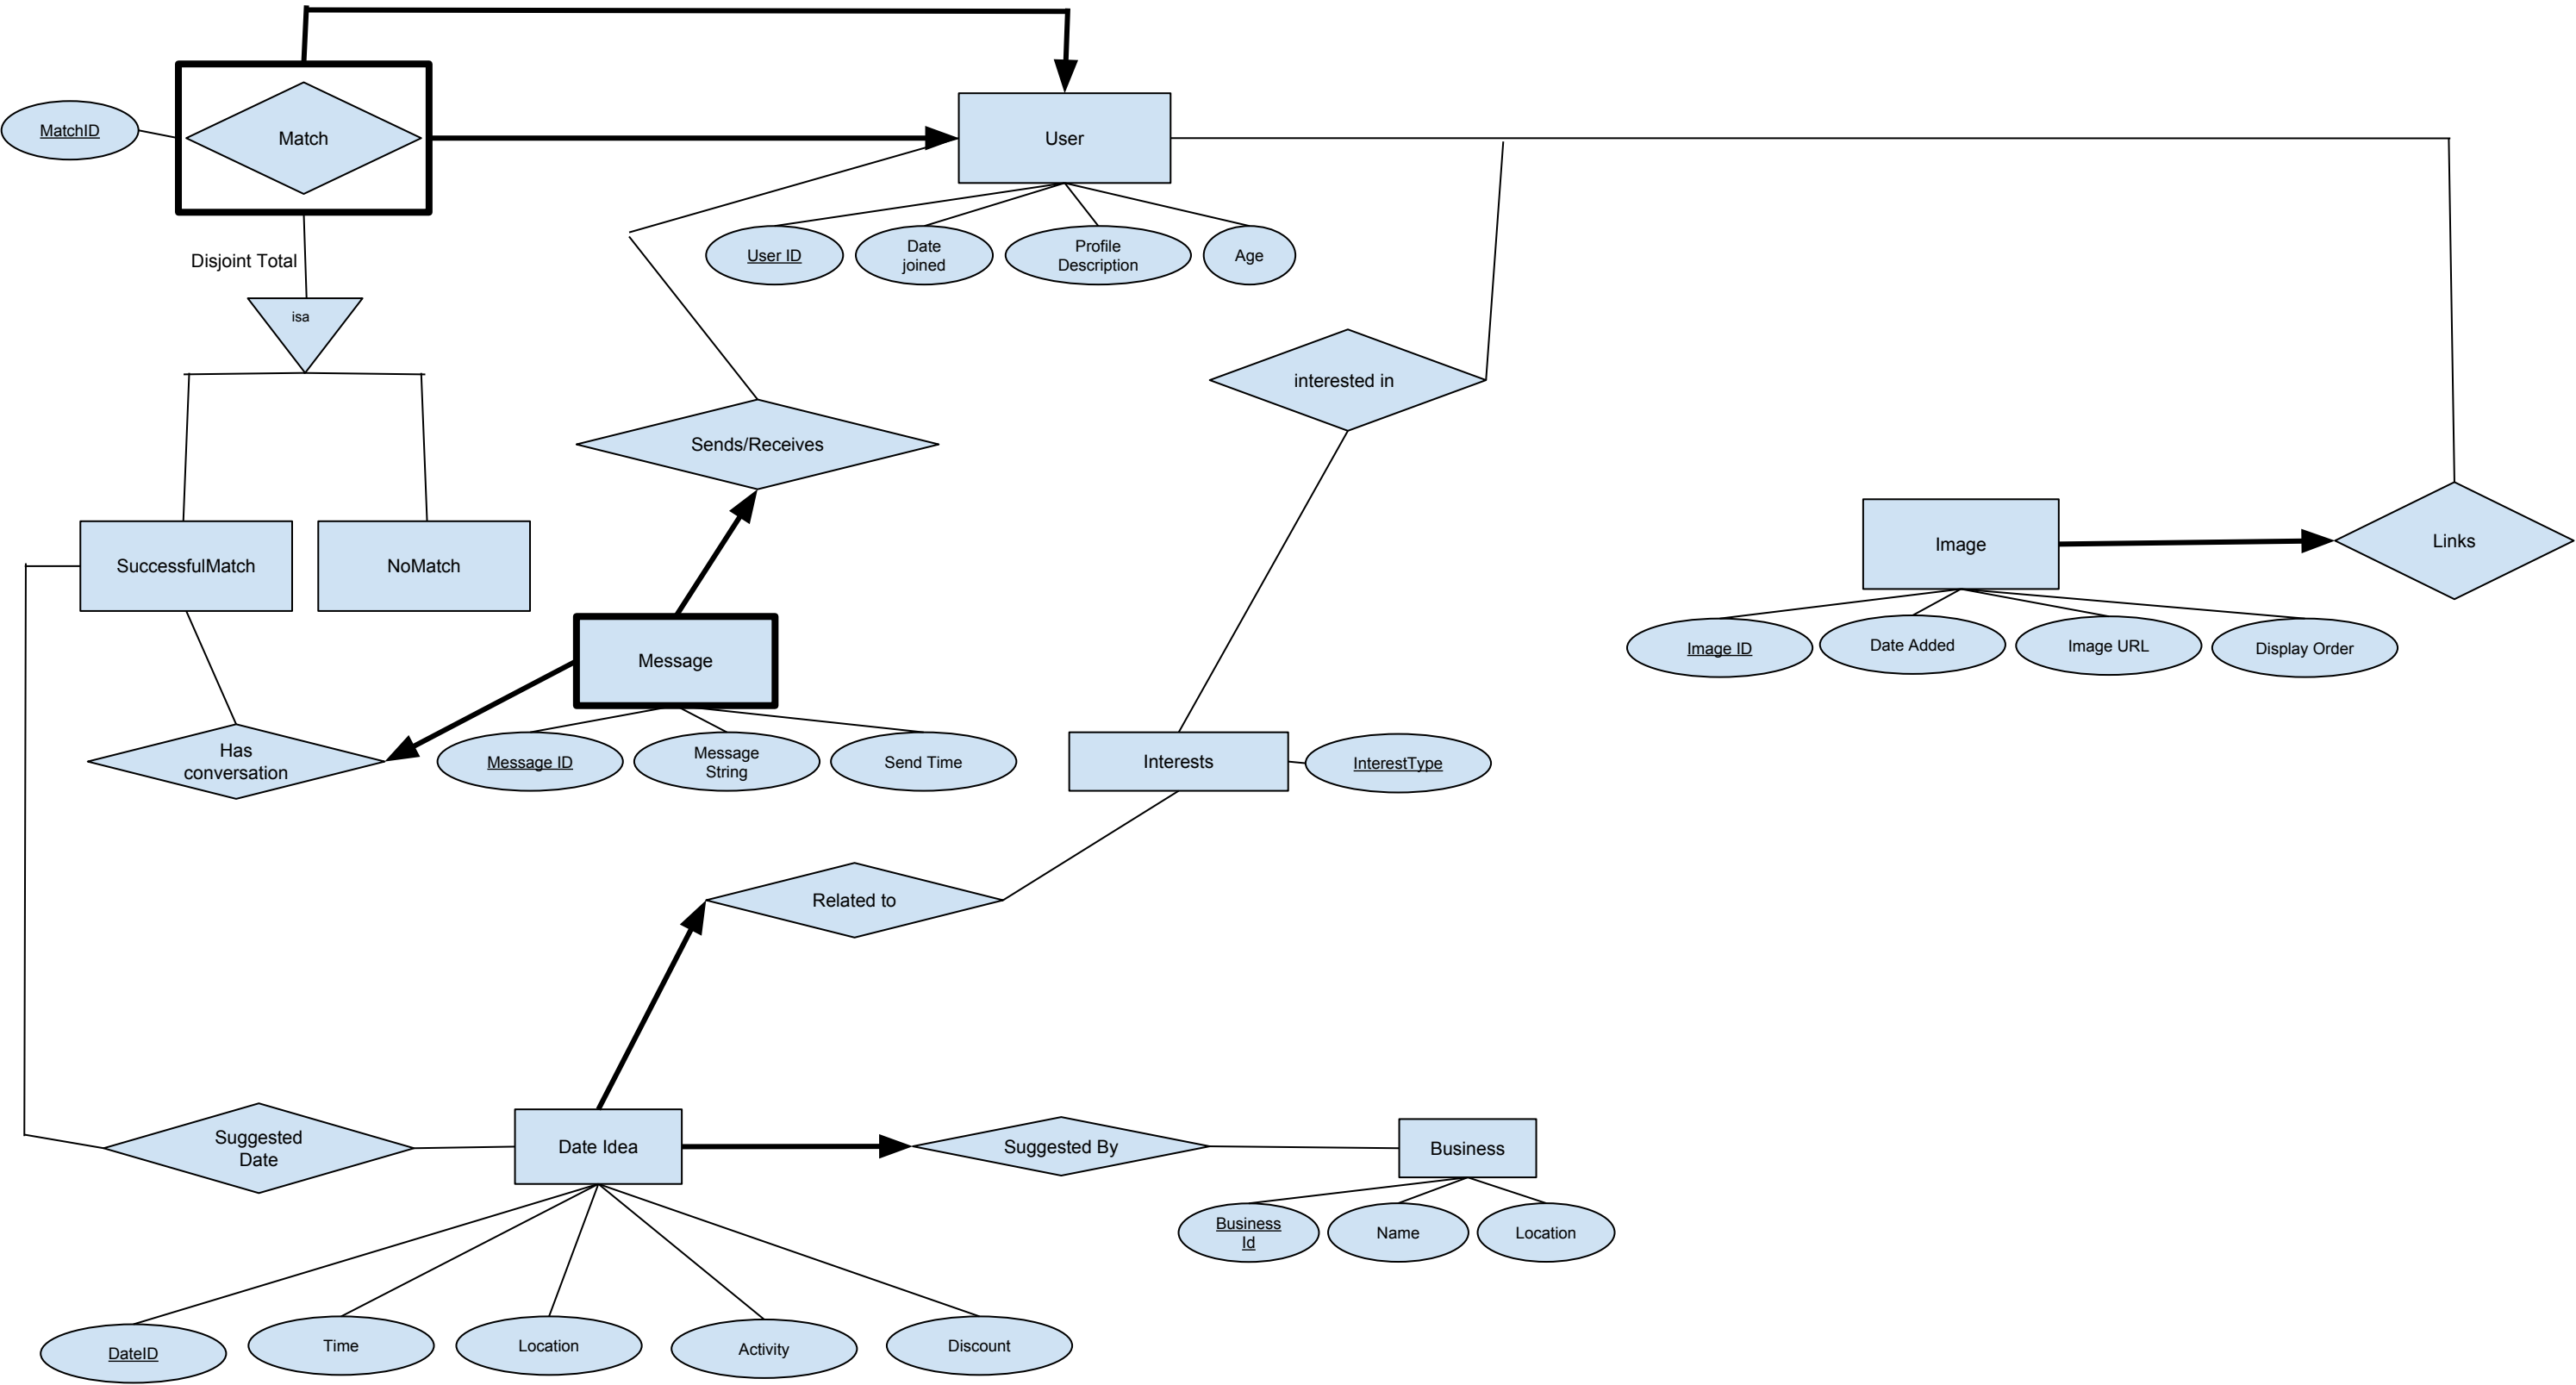 MatchID
Match
User
Disjoint Total
User ID
Date
joined
Profile
Description
Age
isa
interested in
Sends/Receives
SuccessfulMatch
NoMatch
Image
Links
Message
Image ID
Date Added
Image URL
Display Order
Has
conversation
Message ID
Message
String
Send Time
Interests
InterestType
Related to
Suggested
Date
Date Idea
Suggested By
Business
Business
Id
Name
Location
DateID
Time
Location
Activity
Discount